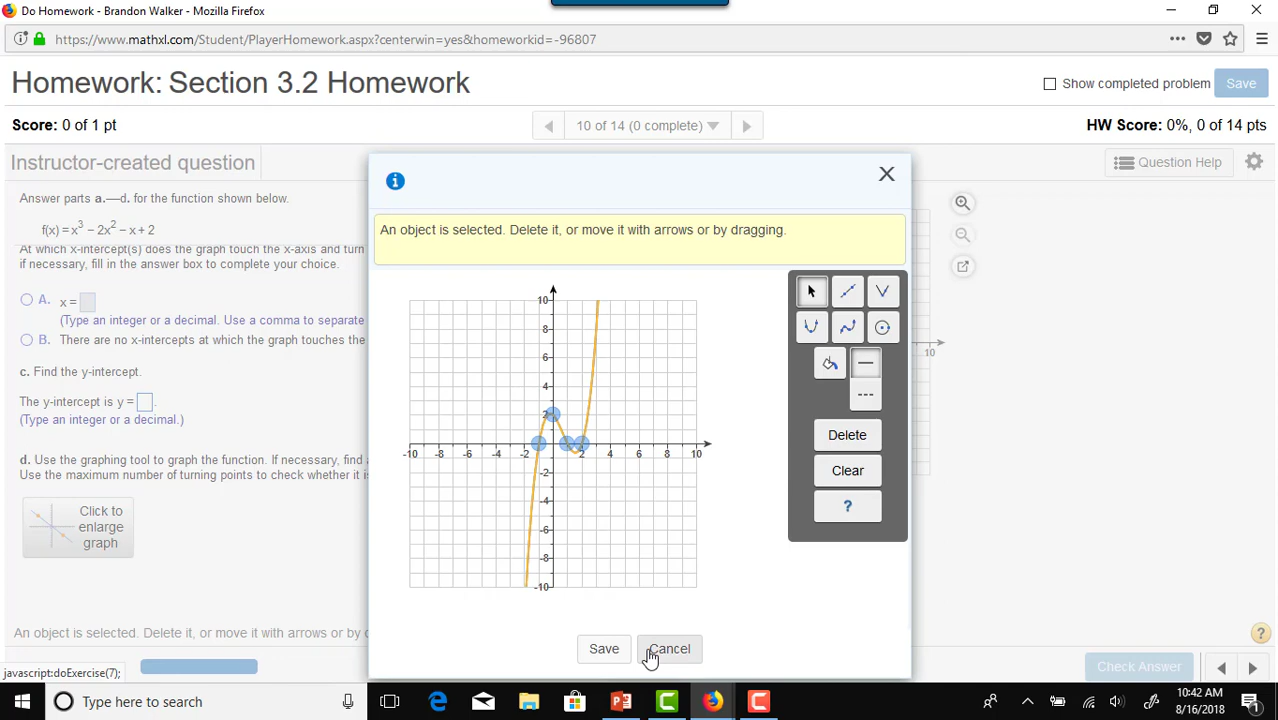 Do Homework - Brandon Walker - Mozilla Firefox
https://www.mathxl.com/Student/PlayerHomework.aspx?centerwin=yes&homeworkid=-96807
Homework: Section 3.2 Homework
Show completed problem
Save
Score: 0 of 1 pt
10 of 14 (0 complete)
HW Score: 0%, 0 of 14 pts
Instructor-created question
Question Help
Answer parts a.—d. for the function shown below.
f(x) = x³ − 2x² − x + 2
At which x-intercept(s) does the graph touch the x-axis and turn
if necessary, fill in the answer box to complete your choice.
A. x =
(Type an integer or a decimal. Use a comma to separate
B. There are no x-intercepts at which the graph touches the
c. Find the y-intercept.
The y-intercept is y = .
(Type an integer or a decimal.)
d. Use the graphing tool to graph the function. If necessary, find
Use the maximum number of turning points to check whether it is
Click to
enlarge
graph
An object is selected. Delete it, or move it with arrows or by d
javascript:doExercise(7);
An object is selected. Delete it, or move it with arrows or by dragging.
10
8
6
4
2
-10 -8 -6 -4 -2 2 4 6 8 10
-2
-4
-6
-8
-10
Delete
Clear
?
Save
Cancel
10
?
Check Answer
Type here to search
10:42 AM
8/16/2018
1